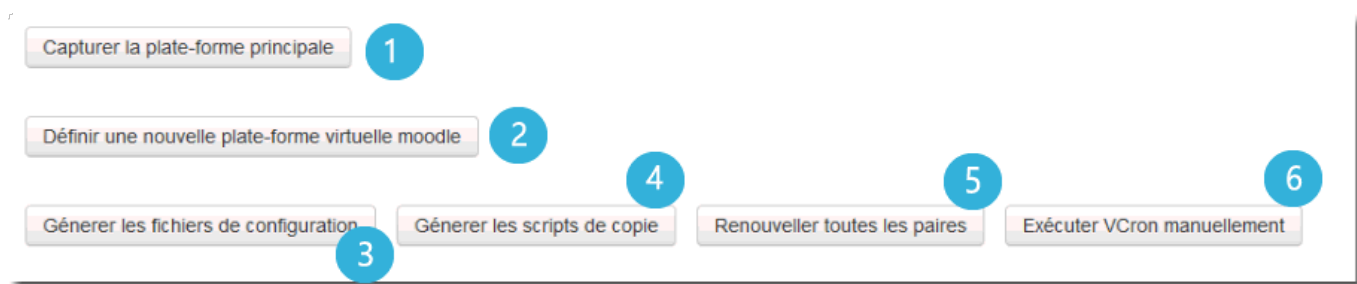 Capturer la plate-forme principale 1
Définir une nouvelle plate-forme virtuelle moodle 2
4 5 6
Génerer les fichiers de configuration Génerer les scripts de copie Renouveller toutes les paires Exécuter VCron manuellement
3